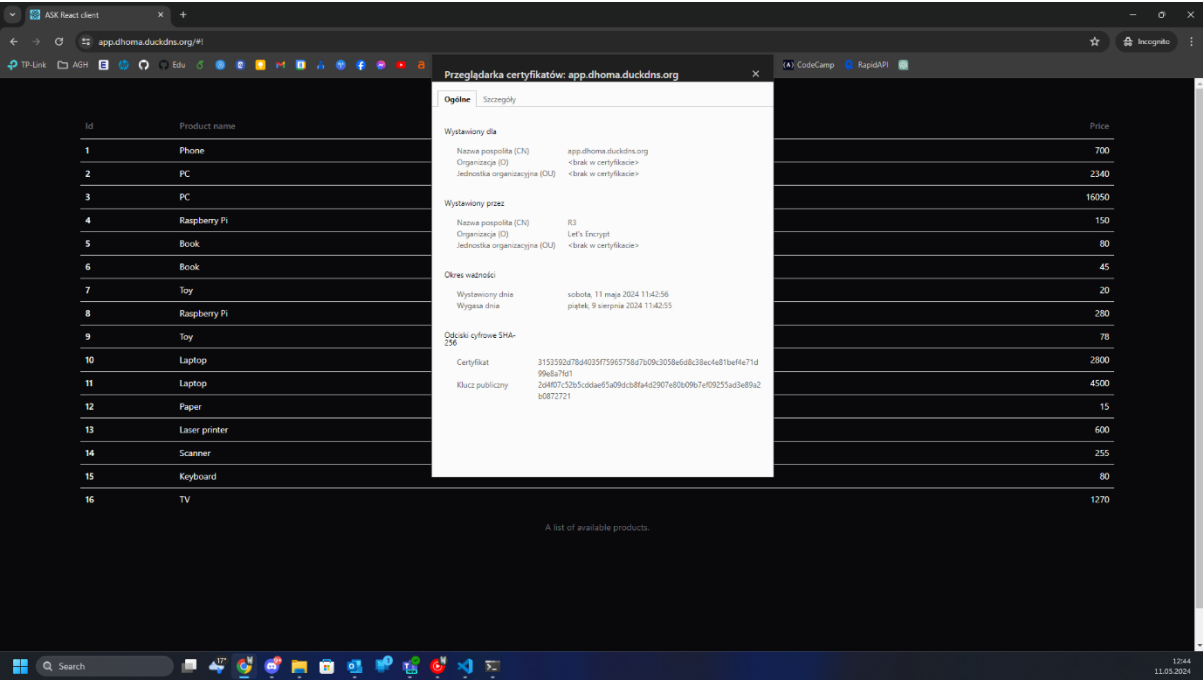 ASK React client
app.dhoma.duckdns.org/#!
Incognito
TP-Link AGH Edu CodeCamp RapidAPI
Przeglądarka certyfikatów: app.dhoma.duckdns.org
Ogólne Szczegóły
Wystawiony dla
Nazwa pospolita (CN) app.dhoma.duckdns.org
Organizacja (O) <brak w certyfikacie>
Jednostka organizacyjna (OU) <brak w certyfikacie>
Wystawiony przez
Nazwa pospolita (CN) R3
Organizacja (O) Let's Encrypt
Jednostka organizacyjna (OU) <brak w certyfikacie>
Okres ważności
Wystawiony dnia sobota, 11 maja 2024 11:42:56
Wygasa dnia piątek, 9 sierpnia 2024 11:42:55
Odciski cyfrowe SHA-
256
Certyfikat 3153592d78d4035f75965758d7b09c3058e6d8c38ec4e81bef4e71d
99e8a7fd1
Klucz publiczny 2d4f07c52b5cddae65a09dcb8fa4d2907e80b09b7ef09255ad3e89a2
b0872721
Id Product name Price
1 Phone 700
2 PC 2340
3 PC 16050
4 Raspberry Pi 150
5 Book 80
6 Book 45
7 Toy 20
8 Raspberry Pi 280
9 Toy 78
10 Laptop 2800
11 Laptop 4500
12 Paper 15
13 Laser printer 600
14 Scanner 255
15 Keyboard 80
16 TV 1270
A list of available products.
Search
17°
12:44
11.05.2024